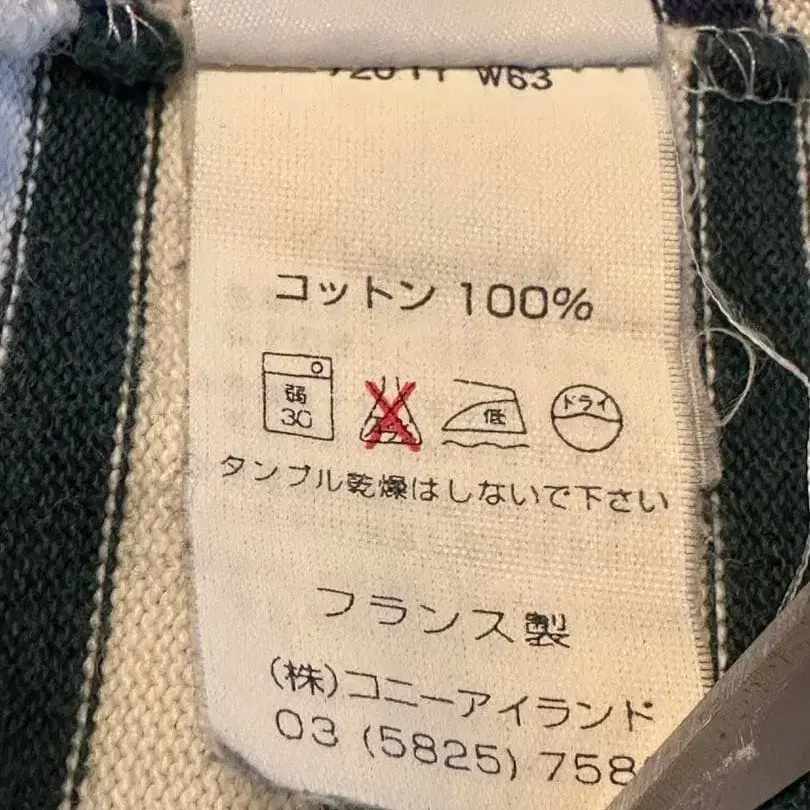 W63
コットン 100%
弱
30
低
ドライ
タンブル乾燥はしないで下さい
フランス製
(株)コニーアイランド
03 (5825) 758